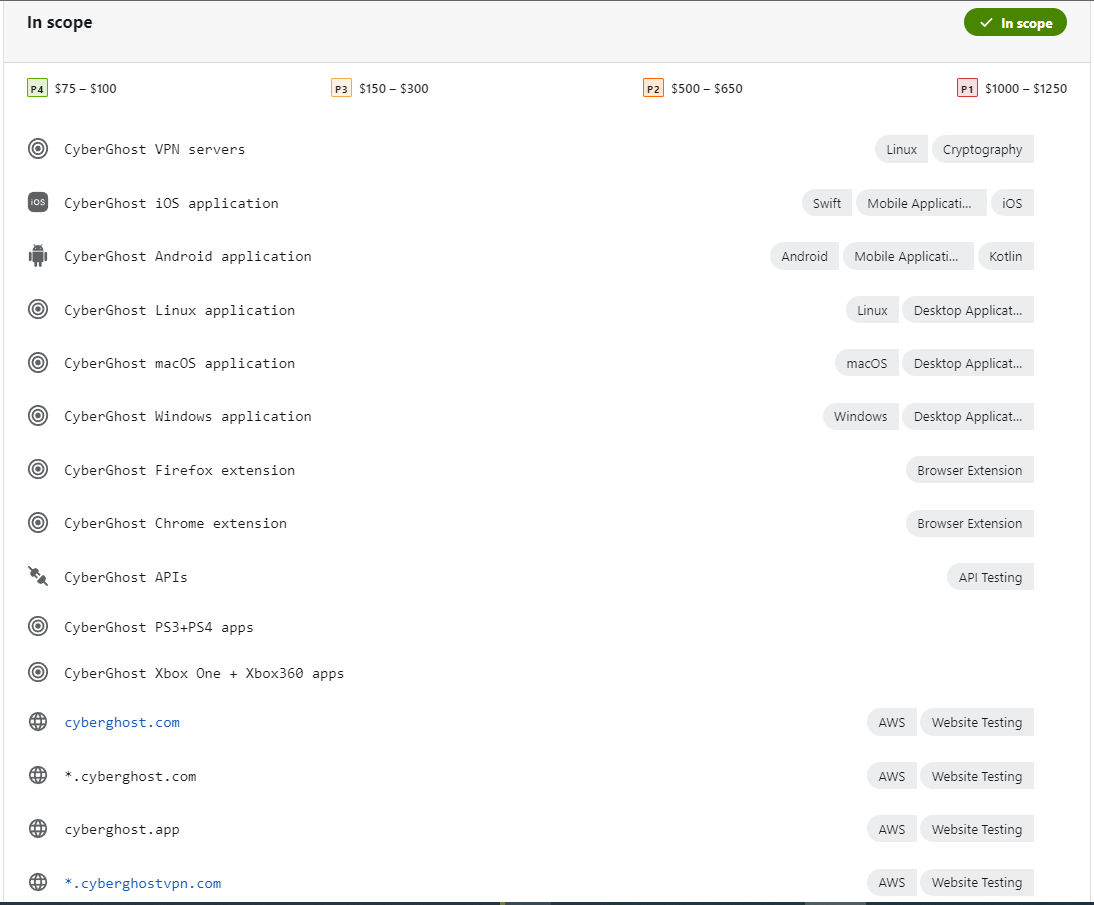 In scope
In scope
P4 $75 – $100 P3 $150 – $300 P2 $500 – $650 P1 $1000 – $1250
CyberGhost VPN servers Linux Cryptography
iOS CyberGhost iOS application Swift Mobile Applicati... iOS
CyberGhost Android application Android Mobile Applicati... Kotlin
CyberGhost Linux application Linux Desktop Applicat...
CyberGhost macOS application macOS Desktop Applicat...
CyberGhost Windows application Windows Desktop Applicat...
CyberGhost Firefox extension Browser Extension
CyberGhost Chrome extension Browser Extension
CyberGhost APIs API Testing
CyberGhost PS3+PS4 apps
CyberGhost Xbox One + Xbox360 apps
cyberghost.com AWS Website Testing
*.cyberghost.com AWS Website Testing
cyberghost.app AWS Website Testing
*.cyberghostvpn.com AWS Website Testing